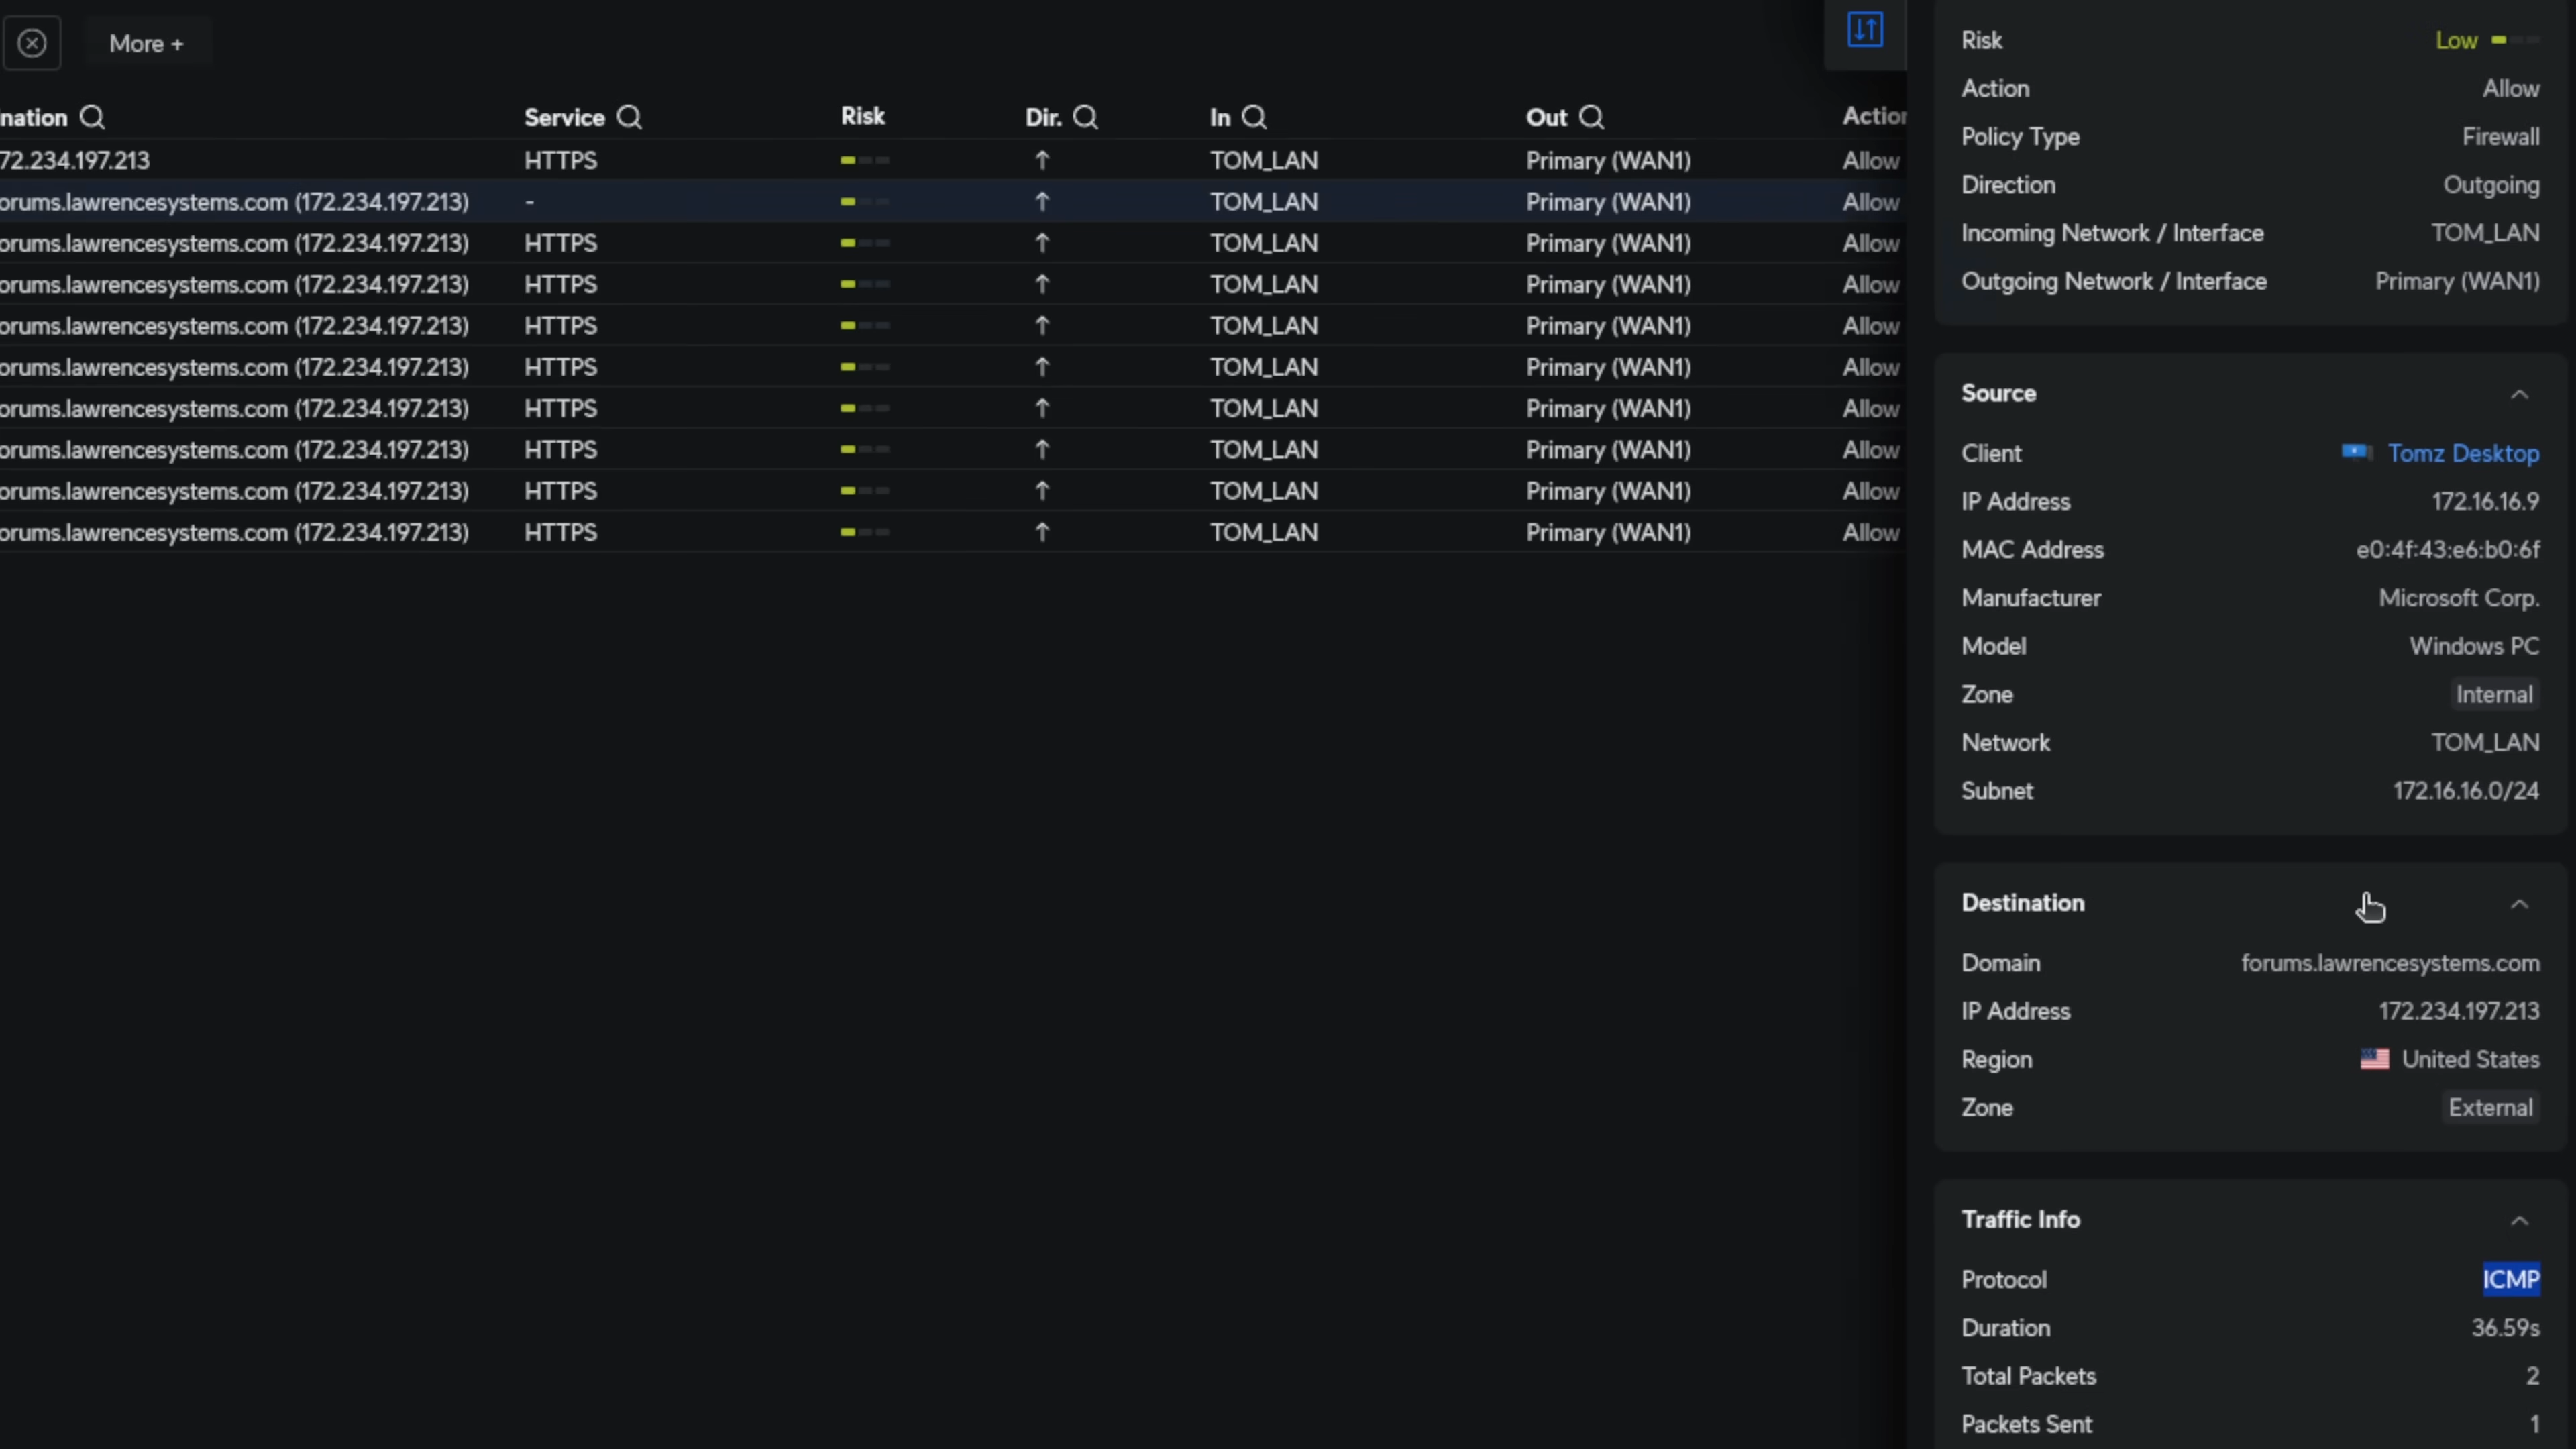 More +
nation Service Risk Dir. In Out Action
72.234.197.213 HTTPS TOM_LAN Primary (WAN1) Allow
orums.lawrencesystems.com (172.234.197.213) - TOM_LAN Primary (WAN1) Allow
orums.lawrencesystems.com (172.234.197.213) HTTPS TOM_LAN Primary (WAN1) Allow
orums.lawrencesystems.com (172.234.197.213) HTTPS TOM_LAN Primary (WAN1) Allow
orums.lawrencesystems.com (172.234.197.213) HTTPS TOM_LAN Primary (WAN1) Allow
orums.lawrencesystems.com (172.234.197.213) HTTPS TOM_LAN Primary (WAN1) Allow
orums.lawrencesystems.com (172.234.197.213) HTTPS TOM_LAN Primary (WAN1) Allow
orums.lawrencesystems.com (172.234.197.213) HTTPS TOM_LAN Primary (WAN1) Allow
orums.lawrencesystems.com (172.234.197.213) HTTPS TOM_LAN Primary (WAN1) Allow
orums.lawrencesystems.com (172.234.197.213) HTTPS TOM_LAN Primary (WAN1) Allow
Risk Low
Action Allow
Policy Type Firewall
Direction Outgoing
Incoming Network / Interface TOM_LAN
Outgoing Network / Interface Primary (WAN1)
Source
Client Tomz Desktop
IP Address 172.16.16.9
MAC Address e0:4f:43:e6:b0:6f
Manufacturer Microsoft Corp.
Model Windows PC
Zone Internal
Network TOM_LAN
Subnet 172.16.16.0/24
Destination
Domain forums.lawrencesystems.com
IP Address 172.234.197.213
Region United States
Zone External
Traffic Info
Protocol ICMP
Duration 36.59s
Total Packets 2
Packets Sent 1